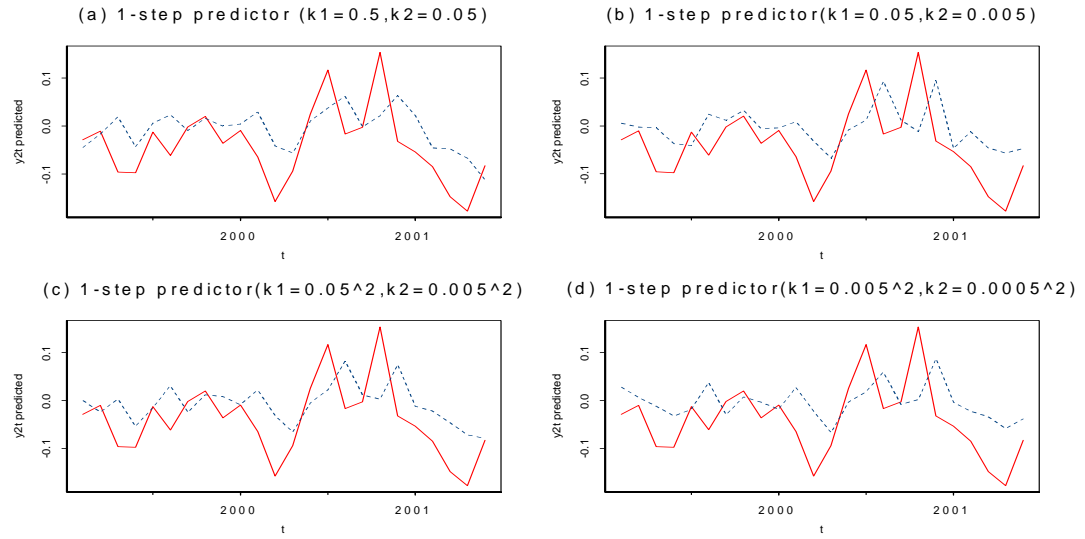 (a) 1-step predictor (k1=0.5,k2=0.05)
y2t predicted
0.1
0.0
-0.1
2000
2001
t
(b) 1-step predictor(k1=0.05,k2=0.005)
y2t predicted
0.1
0.0
-0.1
2000
2001
t
(c) 1-step predictor(k1=0.05^2,k2=0.005^2)
y2t predicted
0.1
0.0
-0.1
2000
2001
t
(d) 1-step predictor(k1=0.005^2,k2=0.0005^2)
y2t predicted
0.1
0.0
-0.1
2000
2001
t